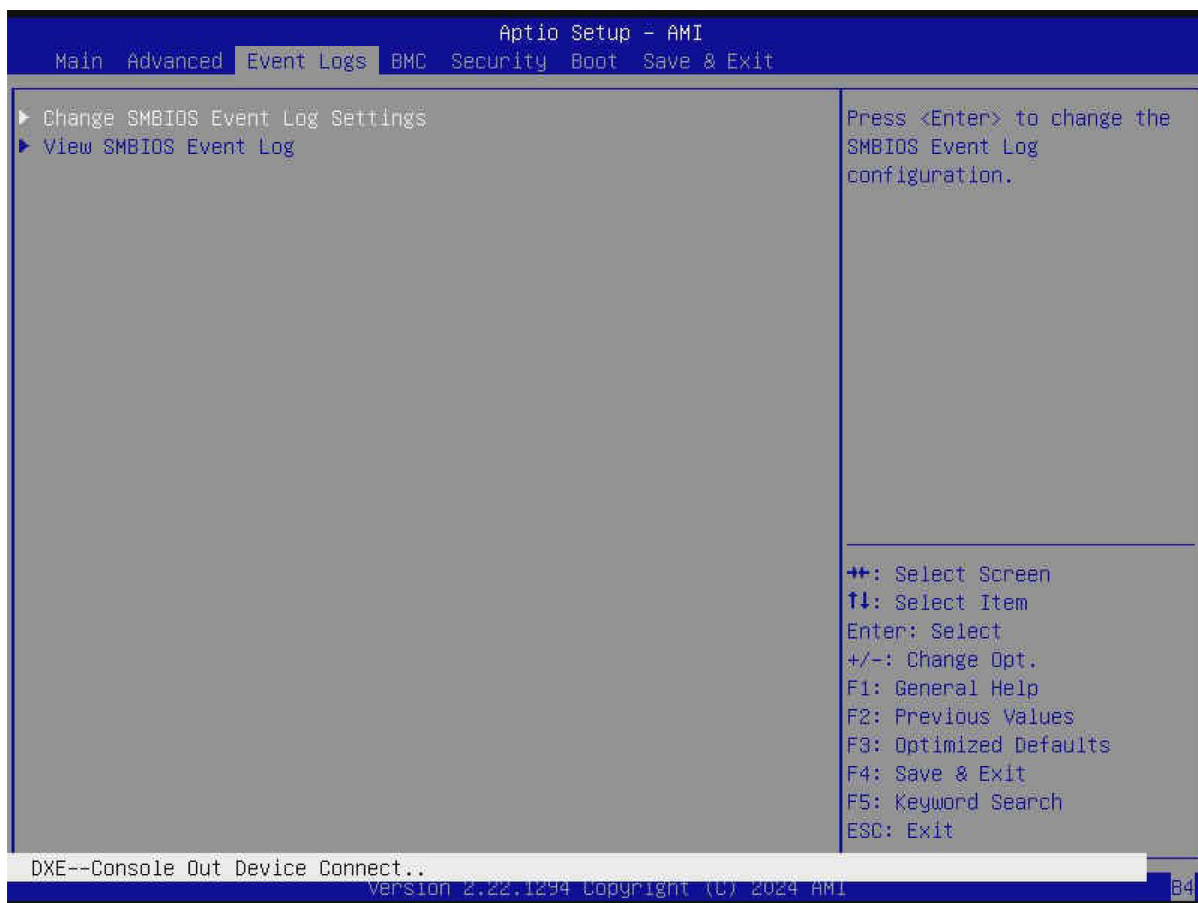 Aptio Setup – AMI
Main Advanced Event Logs BMC Security Boot Save & Exit
▶ Change SMBIOS Event Log Settings
▶ View SMBIOS Event Log
Press <Enter> to change the
SMBIOS Event Log
configuration.
→←: Select Screen
↑↓: Select Item
Enter: Select
+/-: Change Opt.
F1: General Help
F2: Previous Values
F3: Optimized Defaults
F4: Save & Exit
F5: Keyword Search
ESC: Exit
DXE--Console Out Device Connect..
Version 2.22.1294 Copyright (C) 2024 AMI
B4